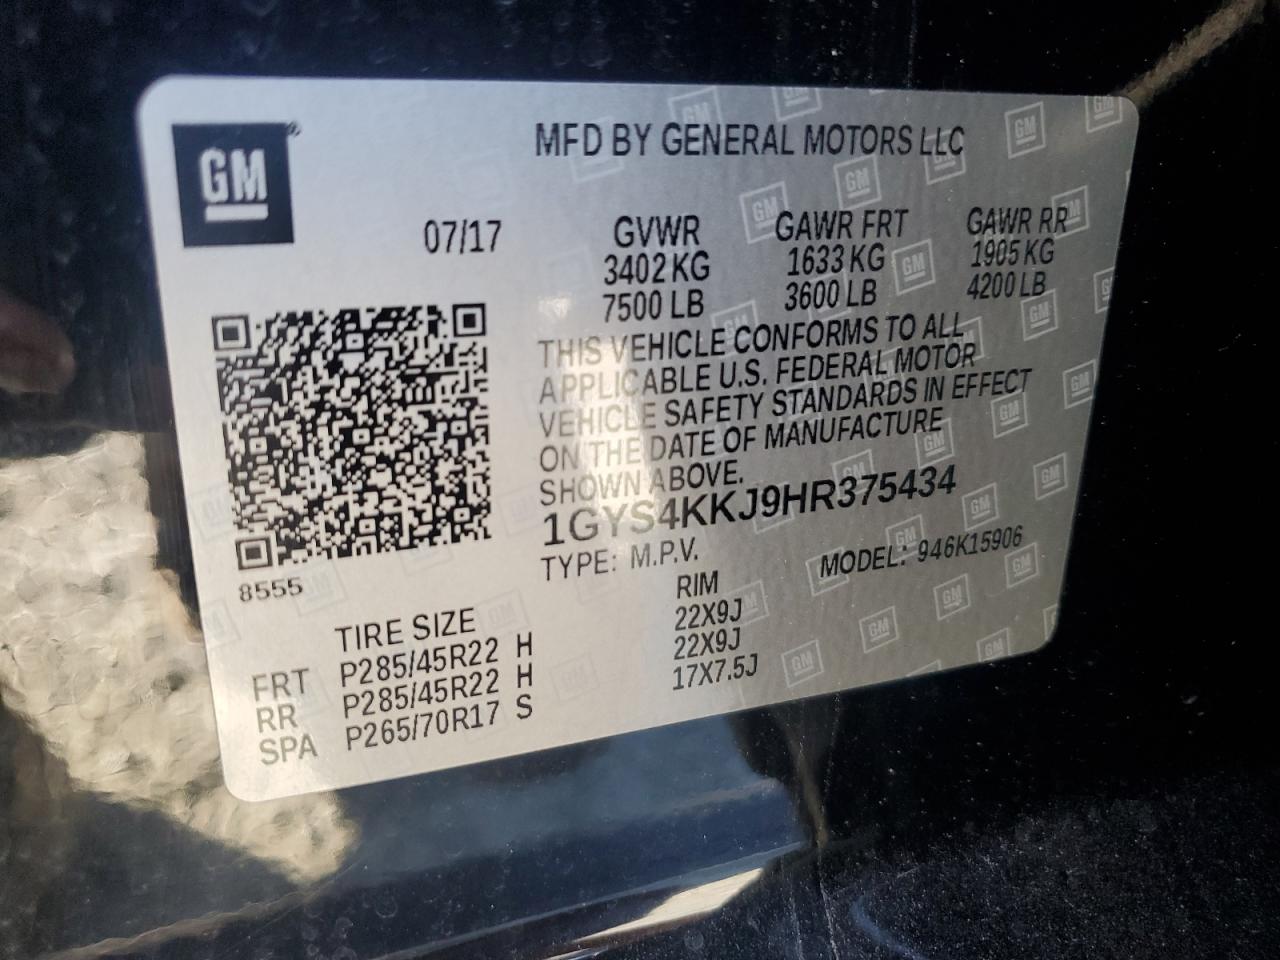 GM
MFD BY GENERAL MOTORS LLC
07/17
GVWR GAWR FRT GAWR RR
3402 KG 1633 KG 1905 KG
7500 LB 3600 LB 4200 LB
THIS VEHICLE CONFORMS TO ALL
APPLICABLE U.S. FEDERAL MOTOR
VEHICLE SAFETY STANDARDS IN EFFECT
ON THE DATE OF MANUFACTURE
SHOWN ABOVE.
1GYS4KKJ9HR375434
TYPE: M.P.V. MODEL: 946K15906
8555
TIRE SIZE RIM
FRT P285/45R22 H 22X9J
RR P285/45R22 H 22X9J
SPA P265/70R17 S 17X7.5J